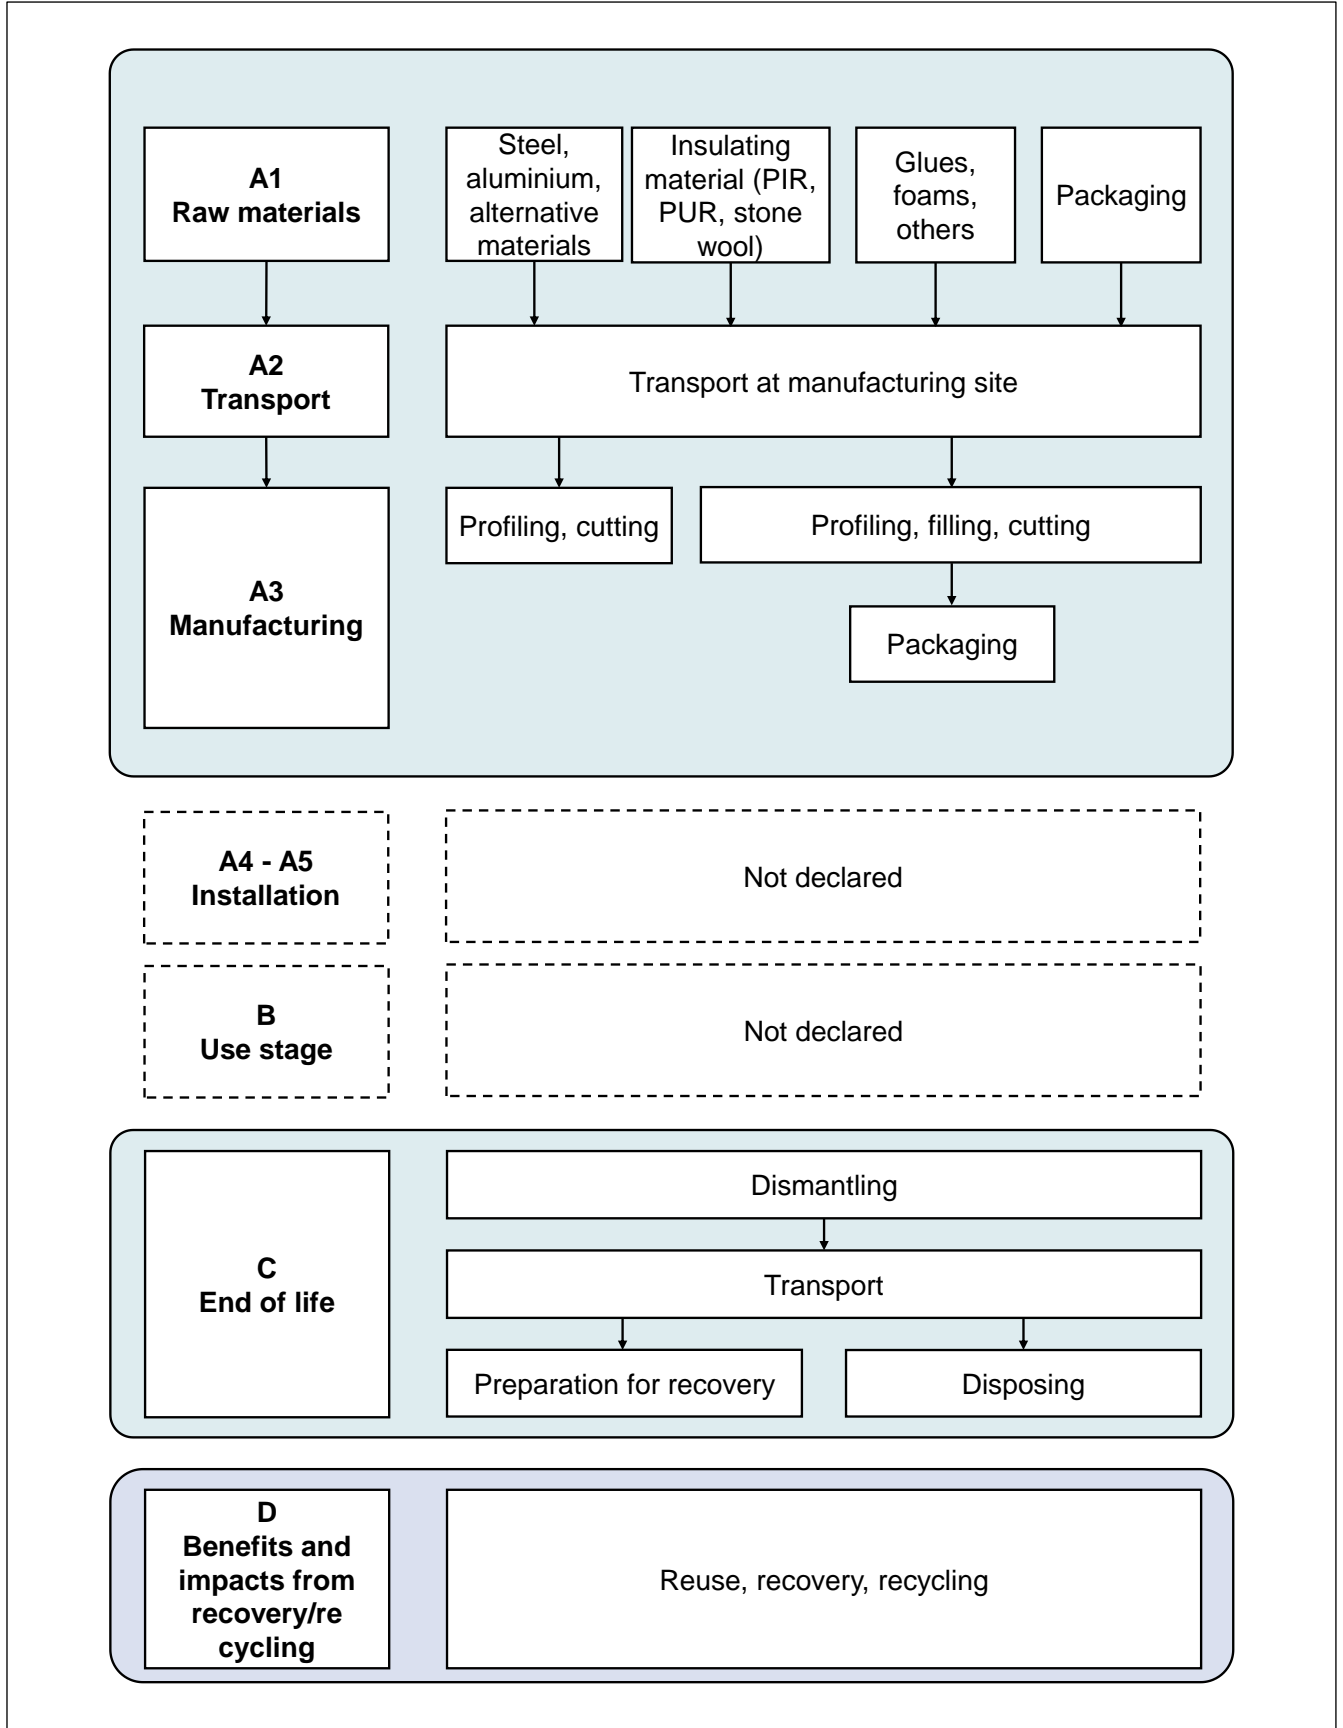 A1
Raw materials
Steel,
aluminium,
alternative
materials
Insulating
material (PIR,
PUR, stone
wool)
Glues,
foams,
others
Packaging
A2
Transport
Transport at manufacturing site
A3
Manufacturing
Profiling, cutting
Profiling, filling, cutting
Packaging
A4 - A5
Installation
Not declared
B
Use stage
Not declared
C
End of life
Dismantling
Transport
Preparation for recovery
Disposing
D
Benefits and
impacts from
recovery/re
cycling
Reuse, recovery, recycling